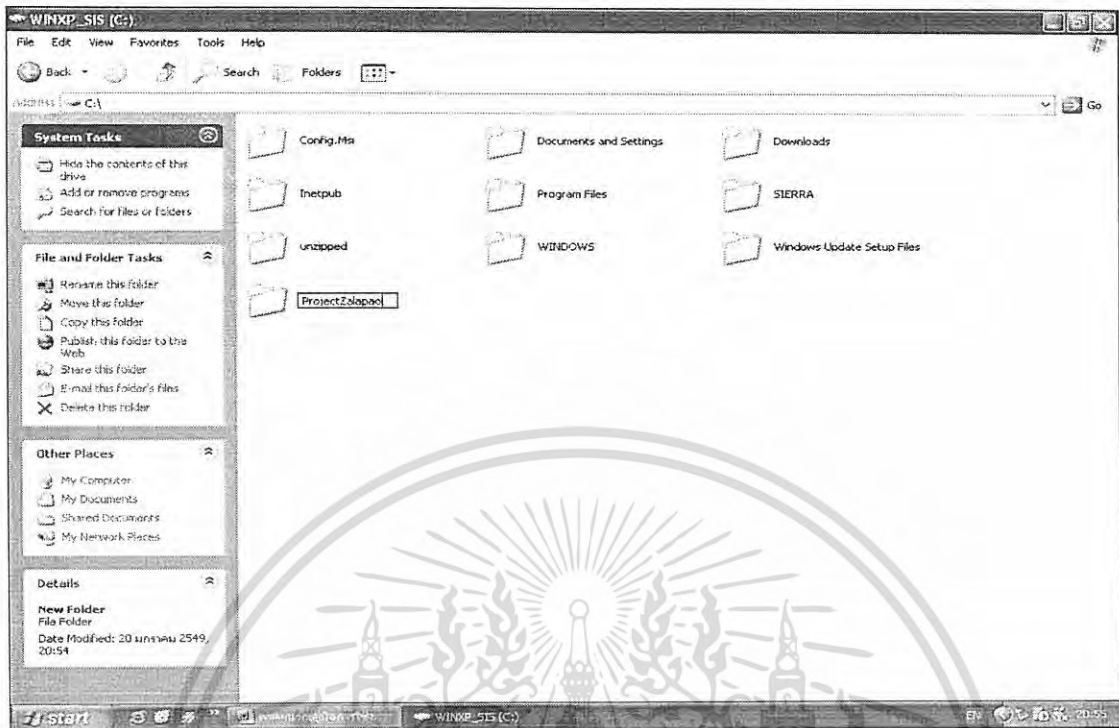 WINXP_SIS (C:)
File Edit View Favorites Tools Help
Back Search Folders
Address C:\ Go
System Tasks
Hide the contents of this drive
Add or remove programs
Search for files or folders
File and Folder Tasks
Rename this folder
Move this folder
Copy this folder
Publish this folder to the Web
Share this folder
E-mail this folder's files
Delete this folder
Other Places
My Computer
My Documents
Shared Documents
My Network Places
Details
New Folder
File Folder
Date Modified: 20 มกราคม 2549, 20:54
Config.Msi Documents and Settings Downloads
Inetpub Program Files SIERRA
unzipped WINDOWS Windows Update Setup Files
ProjectZalapao
start WINXP_SIS (C:) EN 20:55